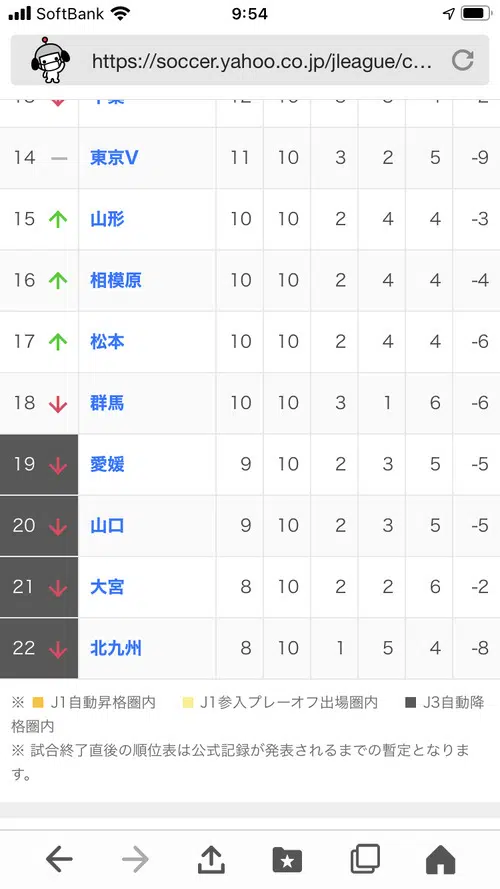 SoftBank 9:54
https://soccer.yahoo.co.jp/jleague/c...
14 東京V 11 10 3 2 5 -9
15 山形 10 10 2 4 4 -3
16 相模原 10 10 2 4 4 -4
17 松本 10 10 2 4 4 -6
18 群馬 10 10 3 1 6 -6
19 愛媛 9 10 2 3 5 -5
20 山口 9 10 2 3 5 -5
21 大宮 8 10 2 2 6 -2
22 北九州 8 10 1 5 4 -8
※ J1自動昇格圏内 J1参入プレーオフ出場圏内 J3自動降
格圏内
※ 試合終了直後の順位表は公式記録が発表されるまでの暫定となりま
す。